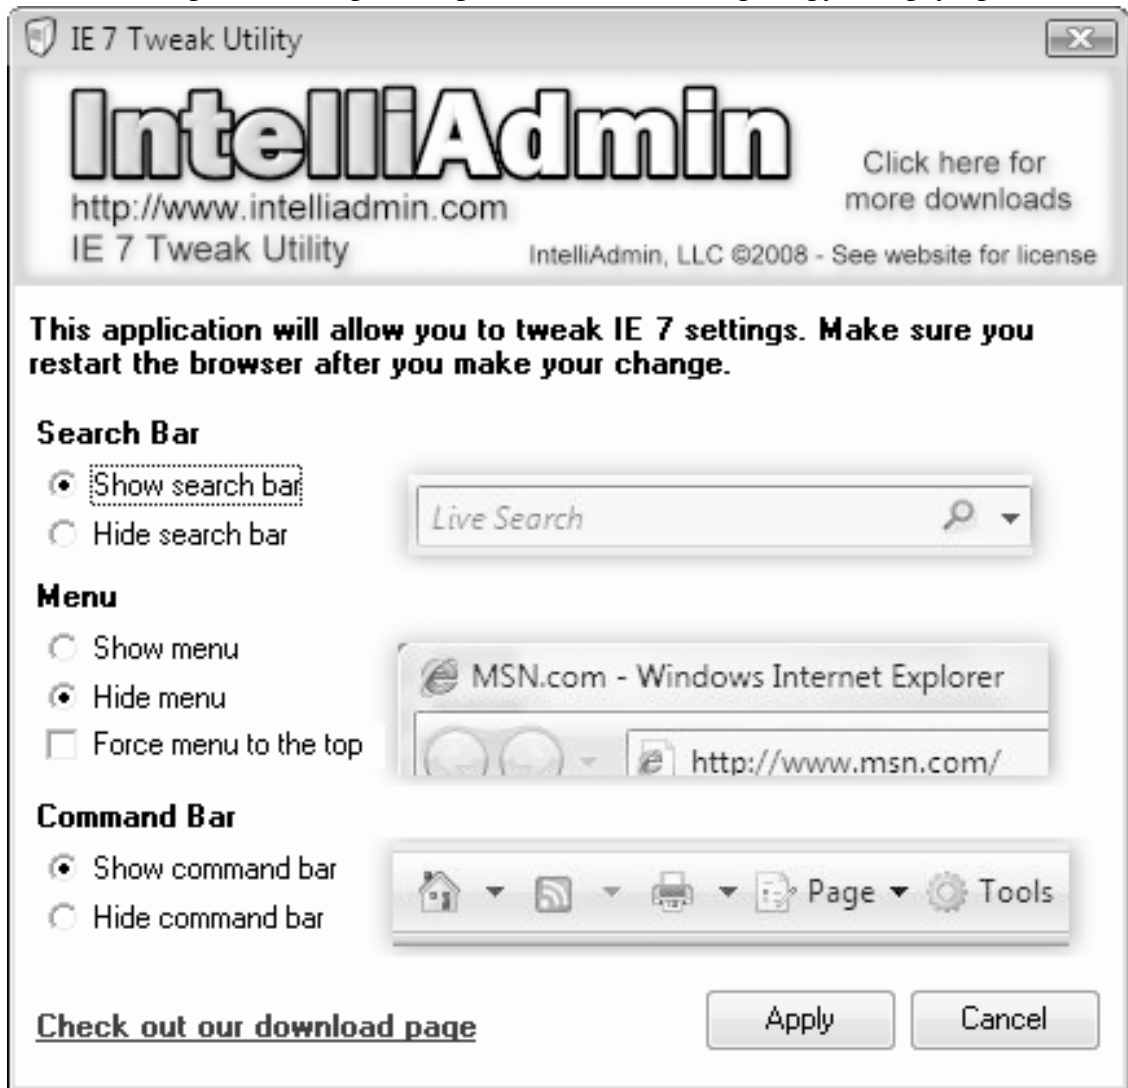 IE 7 Tweak Utility
IntelliAdmin
Click here for
more downloads
http://www.intelliadmin.com
IE 7 Tweak Utility
IntelliAdmin, LLC ©2008 - See website for license
This application will allow you to tweak IE 7 settings. Make sure you
restart the browser after you make your change.
Search Bar
Show search bar
Hide search bar
Live Search
Menu
Show menu
Hide menu
Force menu to the top
MSN.com - Windows Internet Explorer
http://www.msn.com/
Command Bar
Show command bar
Hide command bar
Page
Tools
Check out our download page
Apply
Cancel